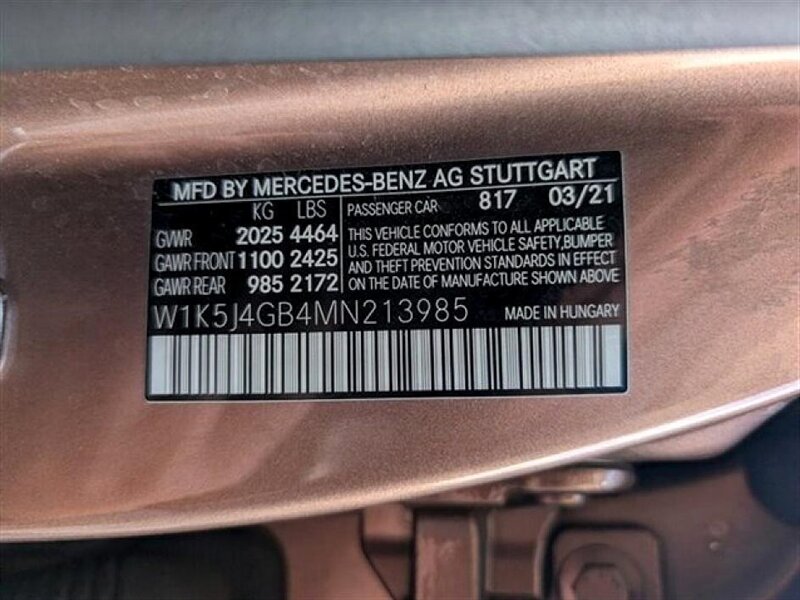 MFD BY MERCEDES-BENZ AG STUTTGART
KG LBS
GVWR 2025 4464
GAWR FRONT 1100 2425
GAWR REAR 985 2172
PASSENGER CAR 817 03/21
THIS VEHICLE CONFORMS TO ALL APPLICABLE
U.S. FEDERAL MOTOR VEHICLE SAFETY,BUMPER
AND THEFT PREVENTION STANDARDS IN EFFECT
ON THE DATE OF MANUFACTURE SHOWN ABOVE
W1K5J4GB4MN213985 MADE IN HUNGARY